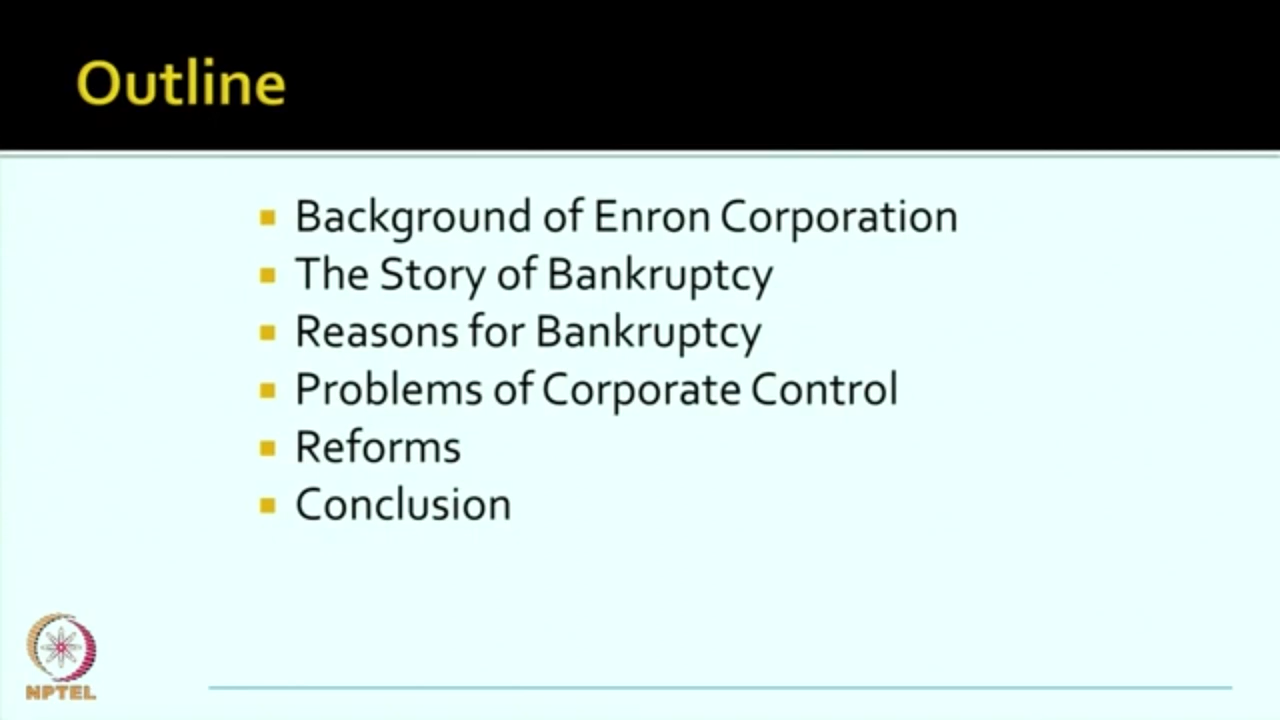 Outline
Background of Enron Corporation
The Story of Bankruptcy
Reasons for Bankruptcy
Problems of Corporate Control
Reforms
Conclusion
NPTEL